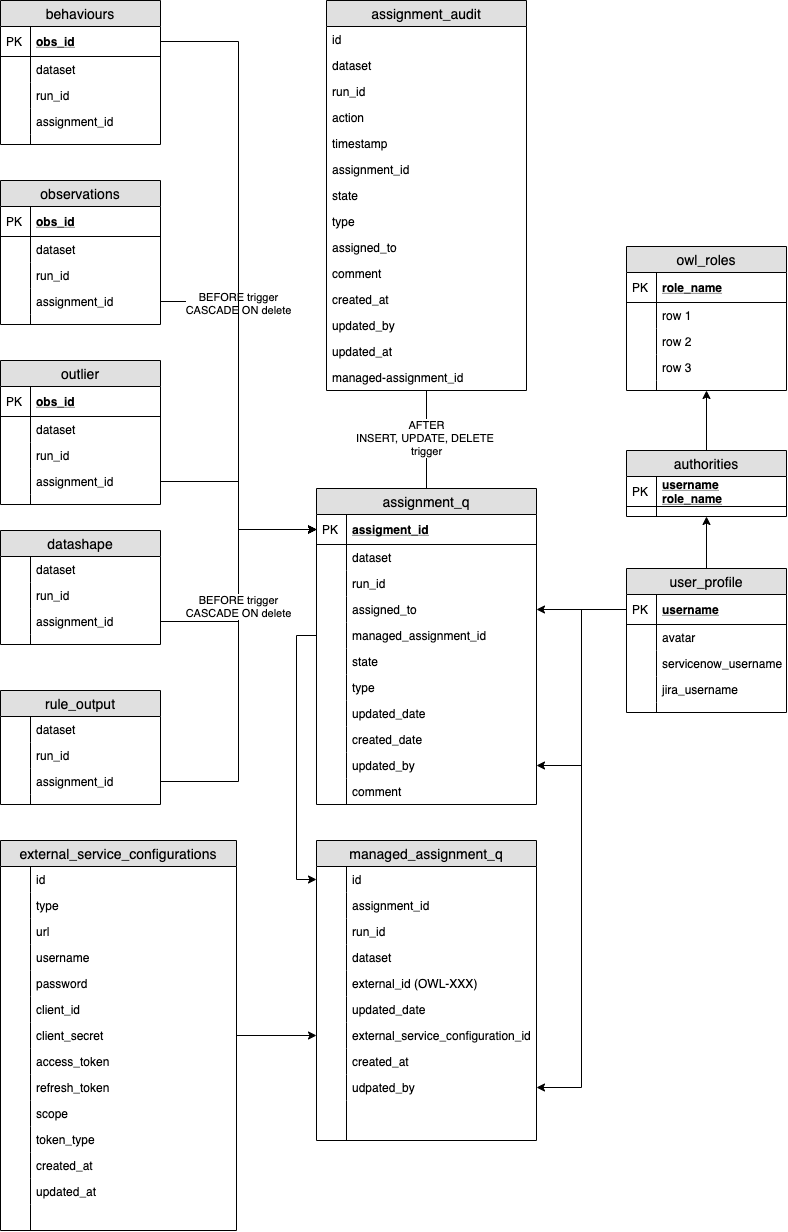 behaviours
PK obs_id
dataset
run_id
assignment_id
observations
PK obs_id
dataset
run_id
assignment_id
BEFORE trigger
CASCADE ON delete
outlier
PK obs_id
dataset
run_id
assignment_id
datashape
dataset
run_id
assignment_id
BEFORE trigger
CASCADE ON delete
rule_output
dataset
run_id
assignment_id
external_service_configurations
id
type
url
username
password
client_id
client_secret
access_token
refresh_token
scope
token_type
created_at
updated_at
assignment_audit
id
dataset
run_id
action
timestamp
assignment_id
state
type
assigned_to
comment
created_at
updated_by
updated_at
managed-assignment_id
AFTER
INSERT, UPDATE, DELETE
trigger
assignment_q
PK assigment_id
dataset
run_id
assigned_to
managed_assignment_id
state
type
updated_date
created_date
updated_by
comment
managed_assignment_q
id
assignment_id
run_id
dataset
external_id (OWL-XXX)
updated_date
external_service_configuration_id
created_at
udpated_by
owl_roles
PK role_name
row 1
row 2
row 3
authorities
PK username
role_name
user_profile
PK username
avatar
servicenow_username
jira_username